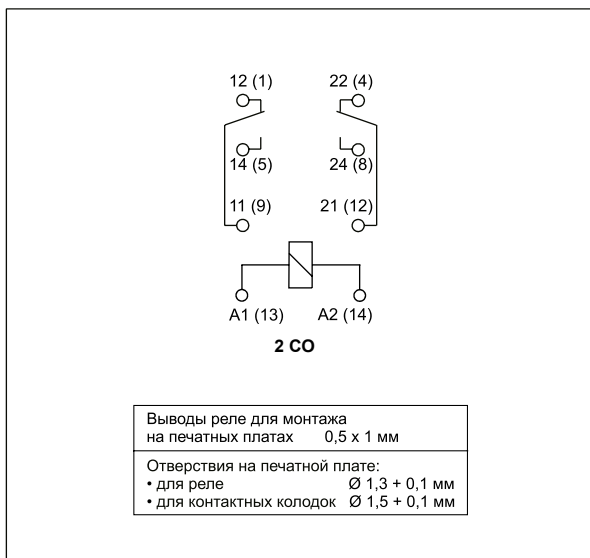 12 (1) 22 (4)
14 (5) 24 (8)
11 (9) 21 (12)
A1 (13) A2 (14)
2 CO
Выводы реле для монтажа
на печатных платах 0,5 x 1 мм
Отверстия на печатной плате:
• для реле Ø 1,3 + 0,1 мм
• для контактных колодок Ø 1,5 + 0,1 мм